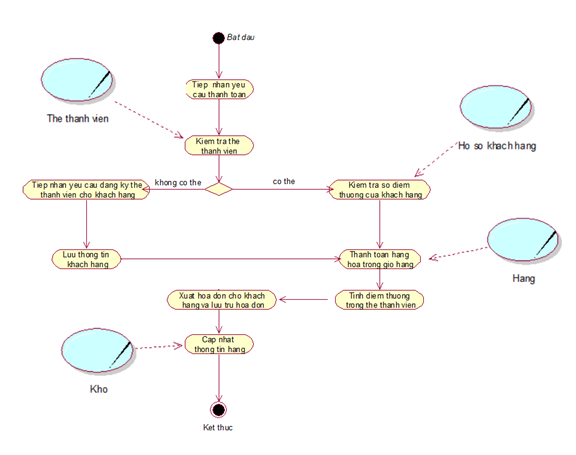 Bat dau
Tiep nhan yeu
cau thanh toan
The thanh vien
Kiem tra the
thanh vien
Ho so khach hang
khong co the
co the
Tiep nhan yeu cau dang ky the
thanh vien cho khach hang
Kiem tra so diem
thuong cua khach hang
Luu thong tin
khach hang
Thanh toan hang
hoa trong gio hang
Hang
Xuat hoa don cho khach
hang va luu tru hoa don
Tinh diem thuong
trong the thanh vien
Cap nhat
thong tin hang
Kho
Ket thuc